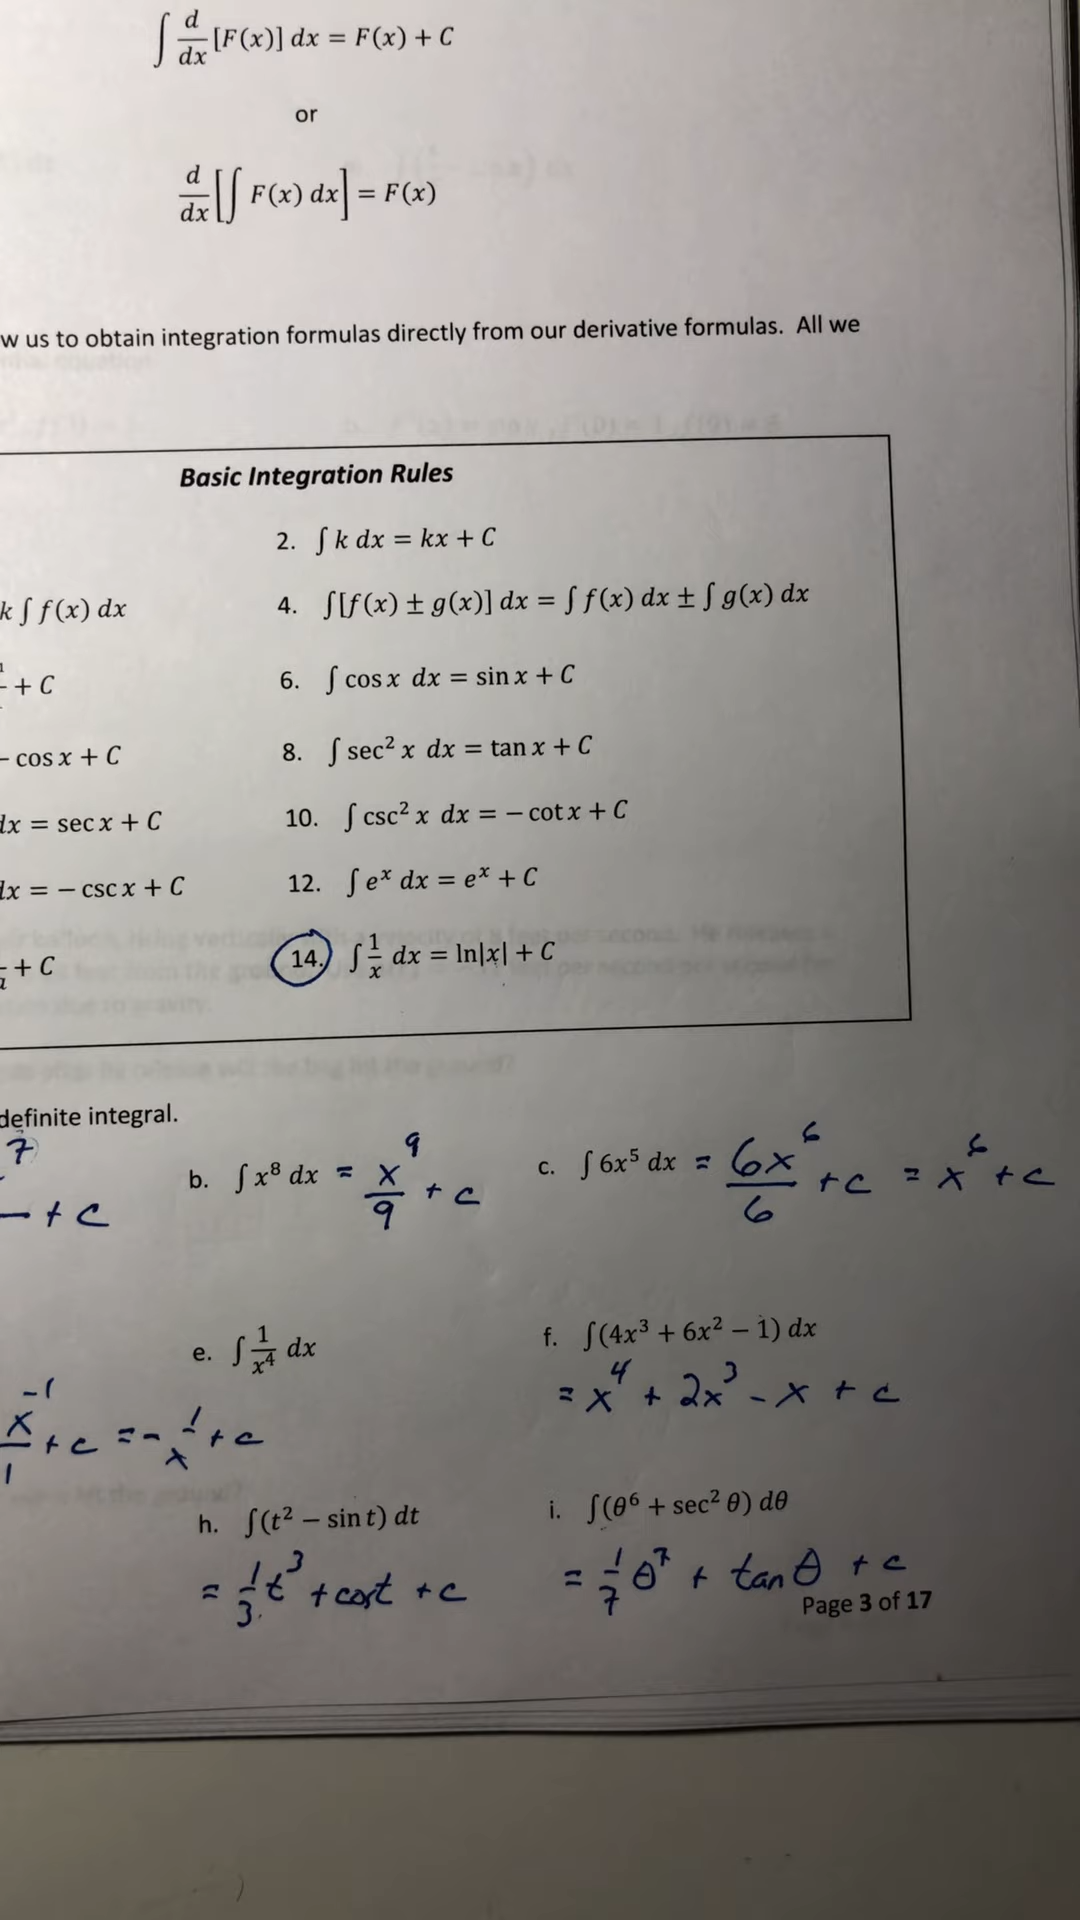 ∫ d/dx [F(x)] dx = F(x) + C
or
d/dx [∫ F(x) dx] = F(x)
w us to obtain integration formulas directly from our derivative formulas. All we
Basic Integration Rules
2. ∫ k dx = kx + C
k ∫ f(x) dx 4. ∫[f(x) ± g(x)] dx = ∫ f(x) dx ± ∫ g(x) dx
+ C 6. ∫ cos x dx = sin x + C
− cos x + C 8. ∫ sec² x dx = tan x + C
dx = sec x + C 10. ∫ csc² x dx = − cot x + C
dx = − csc x + C 12. ∫ eˣ dx = eˣ + C
+ C 14. ∫ 1/x dx = ln|x| + C
definite integral.
7 + C b. ∫ x⁸ dx = x⁹/9 + C c. ∫ 6x⁵ dx = 6x⁶/6 + C = x⁶ + C
e. ∫ 1/x⁴ dx f. ∫(4x³ + 6x² − 1) dx
x⁻¹/1 + C = − 1/x + C = x⁴ + 2x³ − x + C
h. ∫(t² − sin t) dt i. ∫(θ⁶ + sec² θ) dθ
= 1/3 t³ + cos t + C = 1/7 θ⁷ + tan θ + C
Page 3 of 17